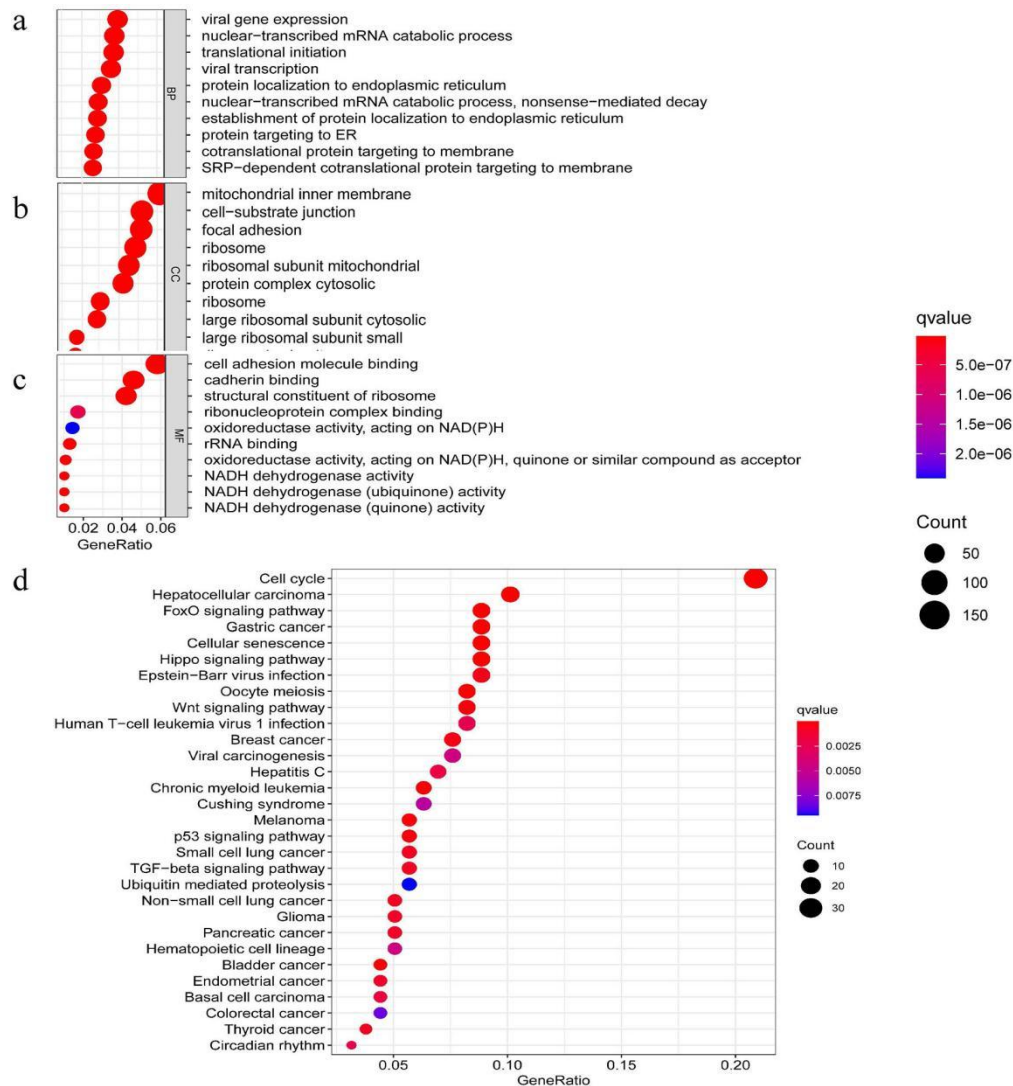 a
viral gene expression
nuclear-transcribed mRNA catabolic process
translational initiation
viral transcription
protein localization to endoplasmic reticulum
nuclear-transcribed mRNA catabolic process, nonsense-mediated decay
establishment of protein localization to endoplasmic reticulum
protein targeting to ER
cotranslational protein targeting to membrane
SRP-dependent cotranslational protein targeting to membrane
BP
b
mitochondrial inner membrane
cell-substrate junction
focal adhesion
ribosome
ribosomal subunit mitochondrial
protein complex cytosolic
ribosome
large ribosomal subunit cytosolic
large ribosomal subunit small
CC
c
cell adhesion molecule binding
cadherin binding
structural constituent of ribosome
ribonucleoprotein complex binding
oxidoreductase activity, acting on NAD(P)H
rRNA binding
oxidoreductase activity, acting on NAD(P)H, quinone or similar compound as acceptor
NADH dehydrogenase activity
NADH dehydrogenase (ubiquinone) activity
NADH dehydrogenase (quinone) activity
MF
0.02 0.04 0.06
GeneRatio
qvalue
5.0e-07
1.0e-06
1.5e-06
2.0e-06
Count
50
100
150
d
Cell cycle
Hepatocellular carcinoma
FoxO signaling pathway
Gastric cancer
Cellular senescence
Hippo signaling pathway
Epstein-Barr virus infection
Oocyte meiosis
Wnt signaling pathway
Human T-cell leukemia virus 1 infection
Breast cancer
Viral carcinogenesis
Hepatitis C
Chronic myeloid leukemia
Cushing syndrome
Melanoma
p53 signaling pathway
Small cell lung cancer
TGF-beta signaling pathway
Ubiquitin mediated proteolysis
Non-small cell lung cancer
Glioma
Pancreatic cancer
Hematopoietic cell lineage
Bladder cancer
Endometrial cancer
Basal cell carcinoma
Colorectal cancer
Thyroid cancer
Circadian rhythm
0.05 0.10 0.15 0.20
GeneRatio
qvalue
0.0025
0.0050
0.0075
Count
10
20
30